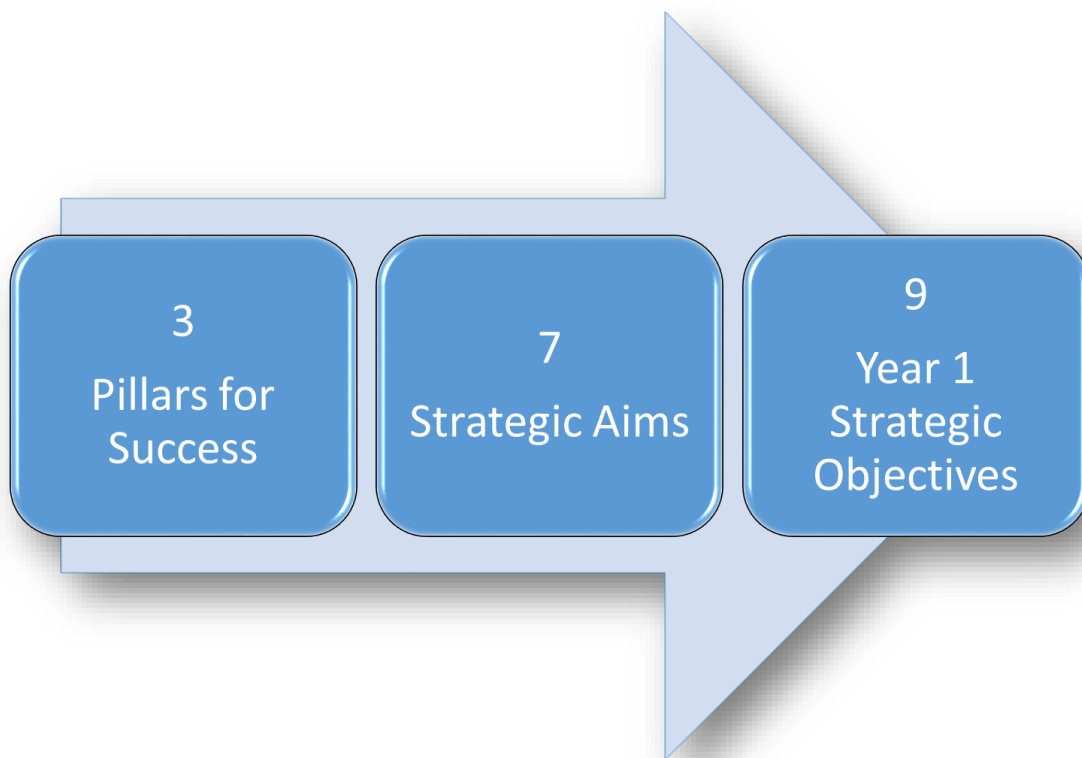 3
Pillars for
Success
7
Strategic Aims
9
Year 1
Strategic
Objectives